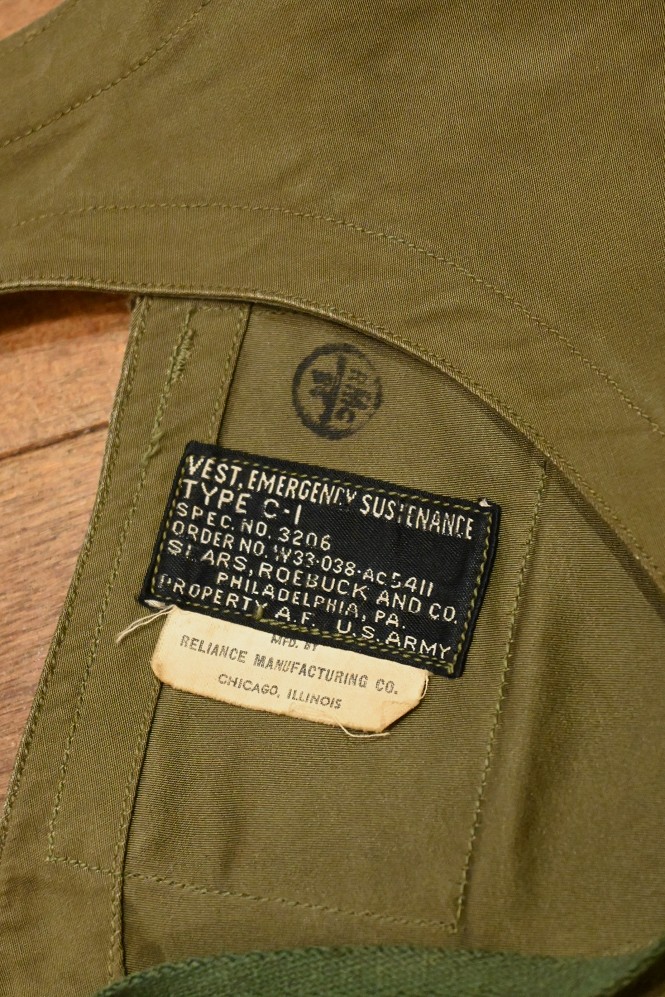 VEST, EMERGENCY SUSTENANCE
TYPE C-1
SPEC. NO. 3206
ORDER NO. W33-038-AC5411
SEARS, ROEBUCK AND CO.
PHILADELPHIA, PA.
PROPERTY A.F. U.S. ARMY
MFD. BY
RELIANCE MANUFACTURING CO.
CHICAGO, ILLINOIS